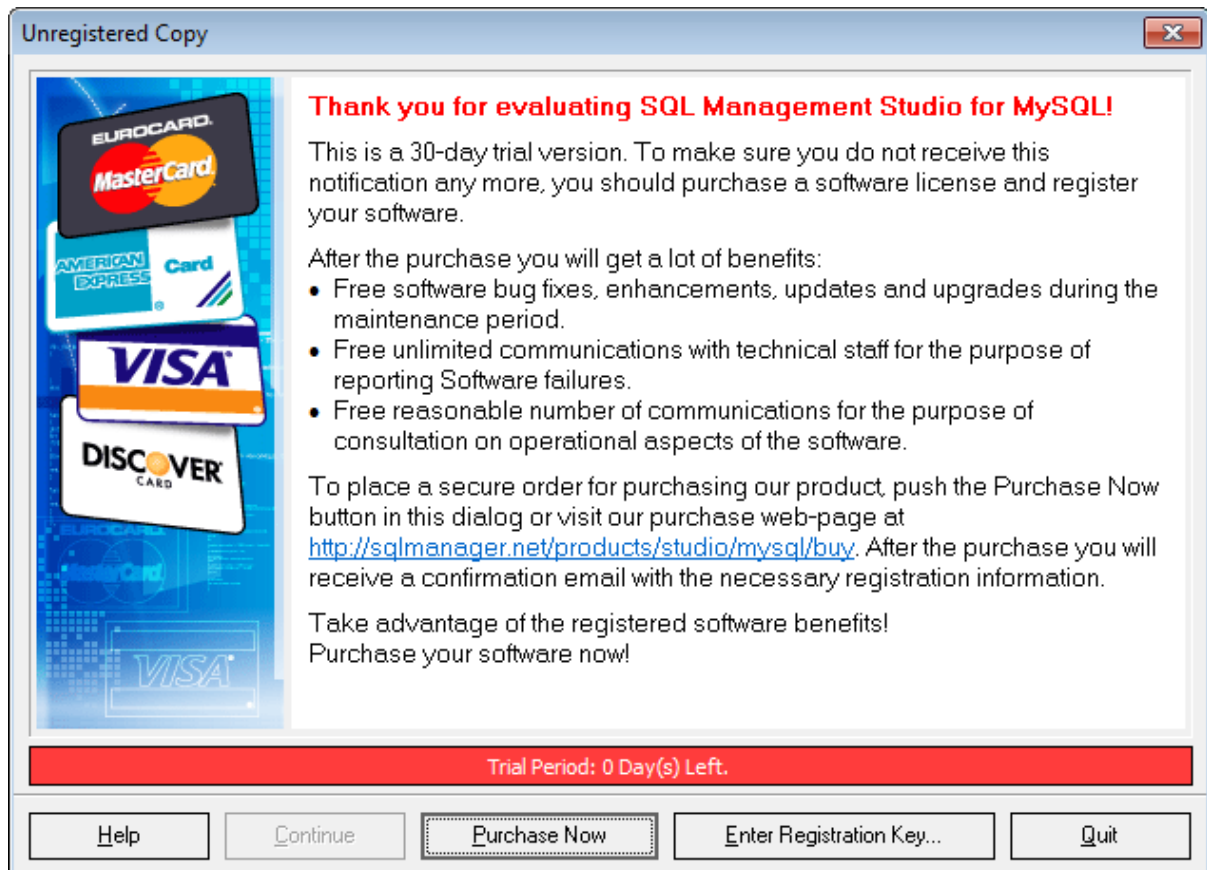 Unregistered Copy
EUROCARD.
MasterCard
AMERICAN
EXPRESS
Card
VISA
DISCOVER
CARD
EUROCARD.
MasterCard
VISA
Thank you for evaluating SQL Management Studio for MySQL!
This is a 30-day trial version. To make sure you do not receive this
notification any more, you should purchase a software license and register
your software.
After the purchase you will get a lot of benefits:
• Free software bug fixes, enhancements, updates and upgrades during the
maintenance period.
• Free unlimited communications with technical staff for the purpose of
reporting Software failures.
• Free reasonable number of communications for the purpose of
consultation on operational aspects of the software.
To place a secure order for purchasing our product, push the Purchase Now
button in this dialog or visit our purchase web-page at
http://sqlmanager.net/products/studio/mysql/buy. After the purchase you will
receive a confirmation email with the necessary registration information.
Take advantage of the registered software benefits!
Purchase your software now!
Trial Period: 0 Day(s) Left.
Help
Continue
Purchase Now
Enter Registration Key...
Quit